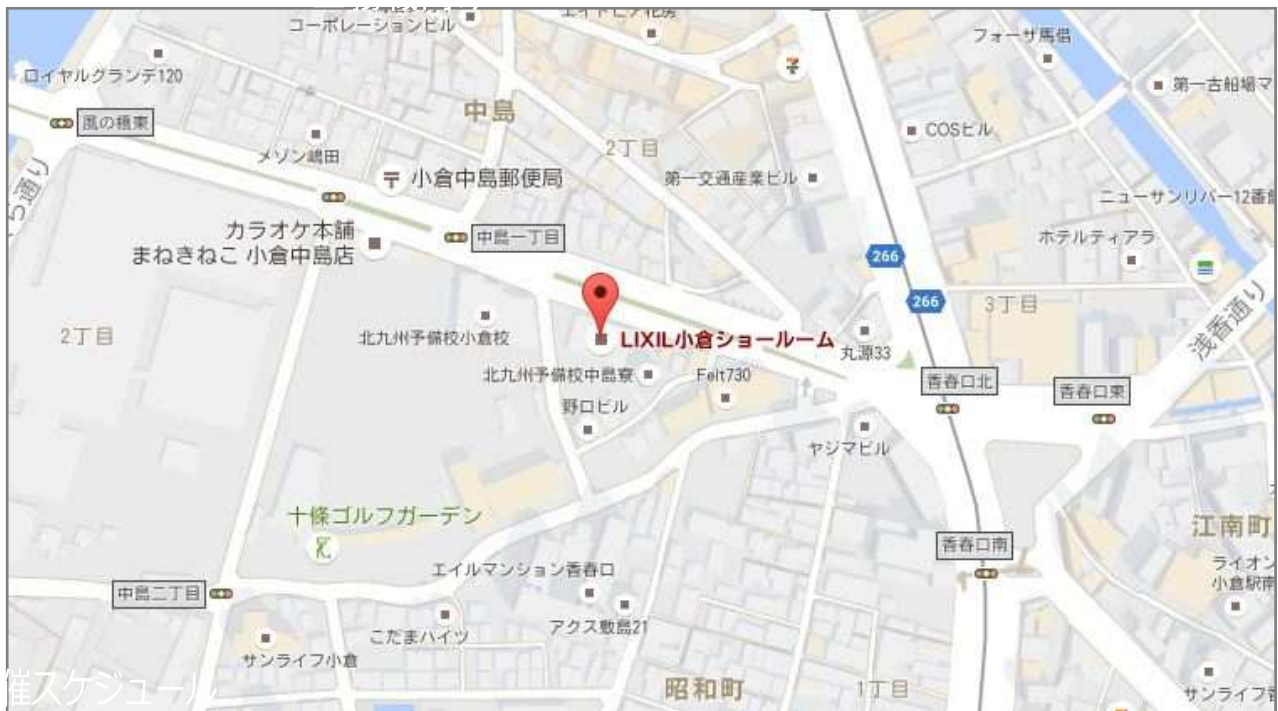 コーポレーションビル
ロイヤルグランデ120
フォーサ馬借
第一古船場マ
風の橋東
中島
COSビル
メゾン嶋田
2丁目
小倉中島郵便局
第一交通産業ビル
ニューサンリバー12番館
カラオケ本舗
まねきねこ 小倉中島店
中島一丁目
ホテルティアラ
266
266
3丁目
浅香通り
2丁目
北九州予備校小倉校
LIXIL小倉ショールーム
丸源33
北九州予備校中島寮
Felt730
香春口北
香春口東
野口ビル
ヤジマビル
十條ゴルフガーデン
江南町
香春口南
エイルマンション香春口
ライオン
小倉駅南
中島二丁目
こだまハイツ
アクス敷島21
サンライフ小倉
昭和町
1丁目
サンライフ香
催スケジュール